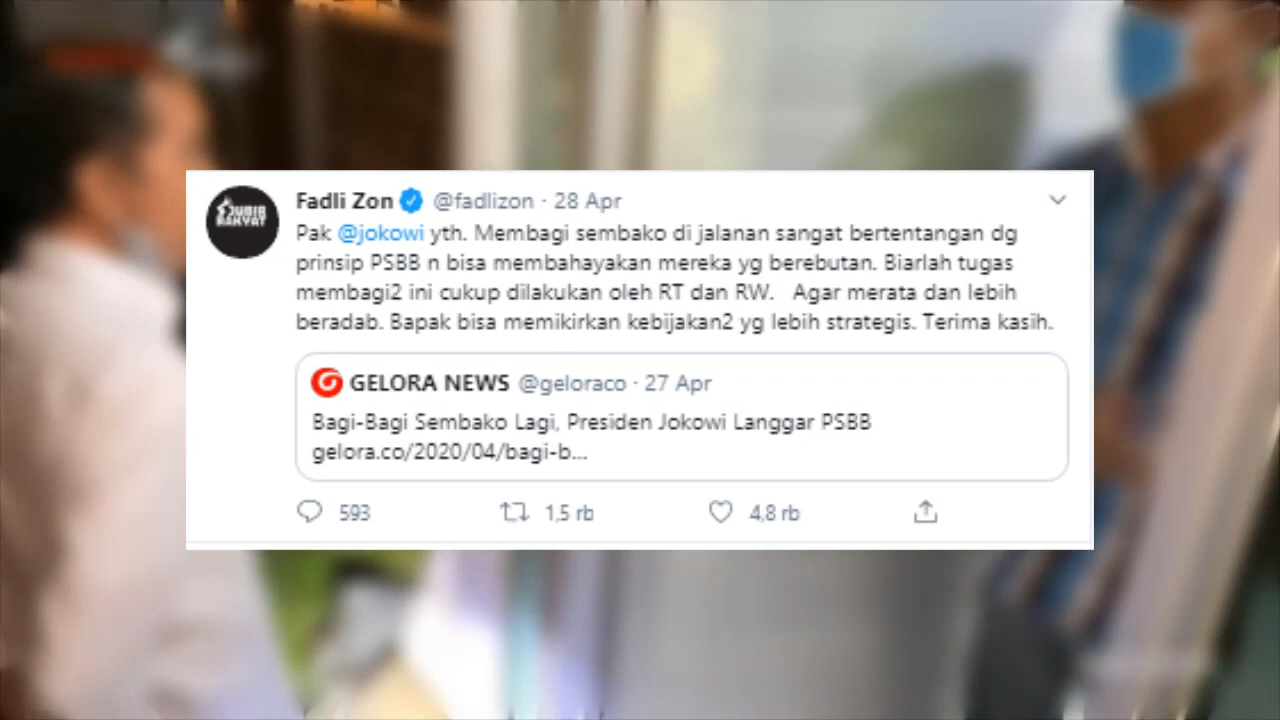 JUBIR
RAKYAT
Fadli Zon @fadlizon · 28 Apr
Pak @jokowi yth. Membagi sembako di jalanan sangat bertentangan dg
prinsip PSBB n bisa membahayakan mereka yg berebutan. Biarlah tugas
membagi2 ini cukup dilakukan oleh RT dan RW. Agar merata dan lebih
beradab. Bapak bisa memikirkan kebijakan2 yg lebih strategis. Terima kasih.
GELORA NEWS @geloraco · 27 Apr
Bagi-Bagi Sembako Lagi, Presiden Jokowi Langgar PSBB
gelora.co/2020/04/bagi-b...
593 1,5 rb 4,8 rb